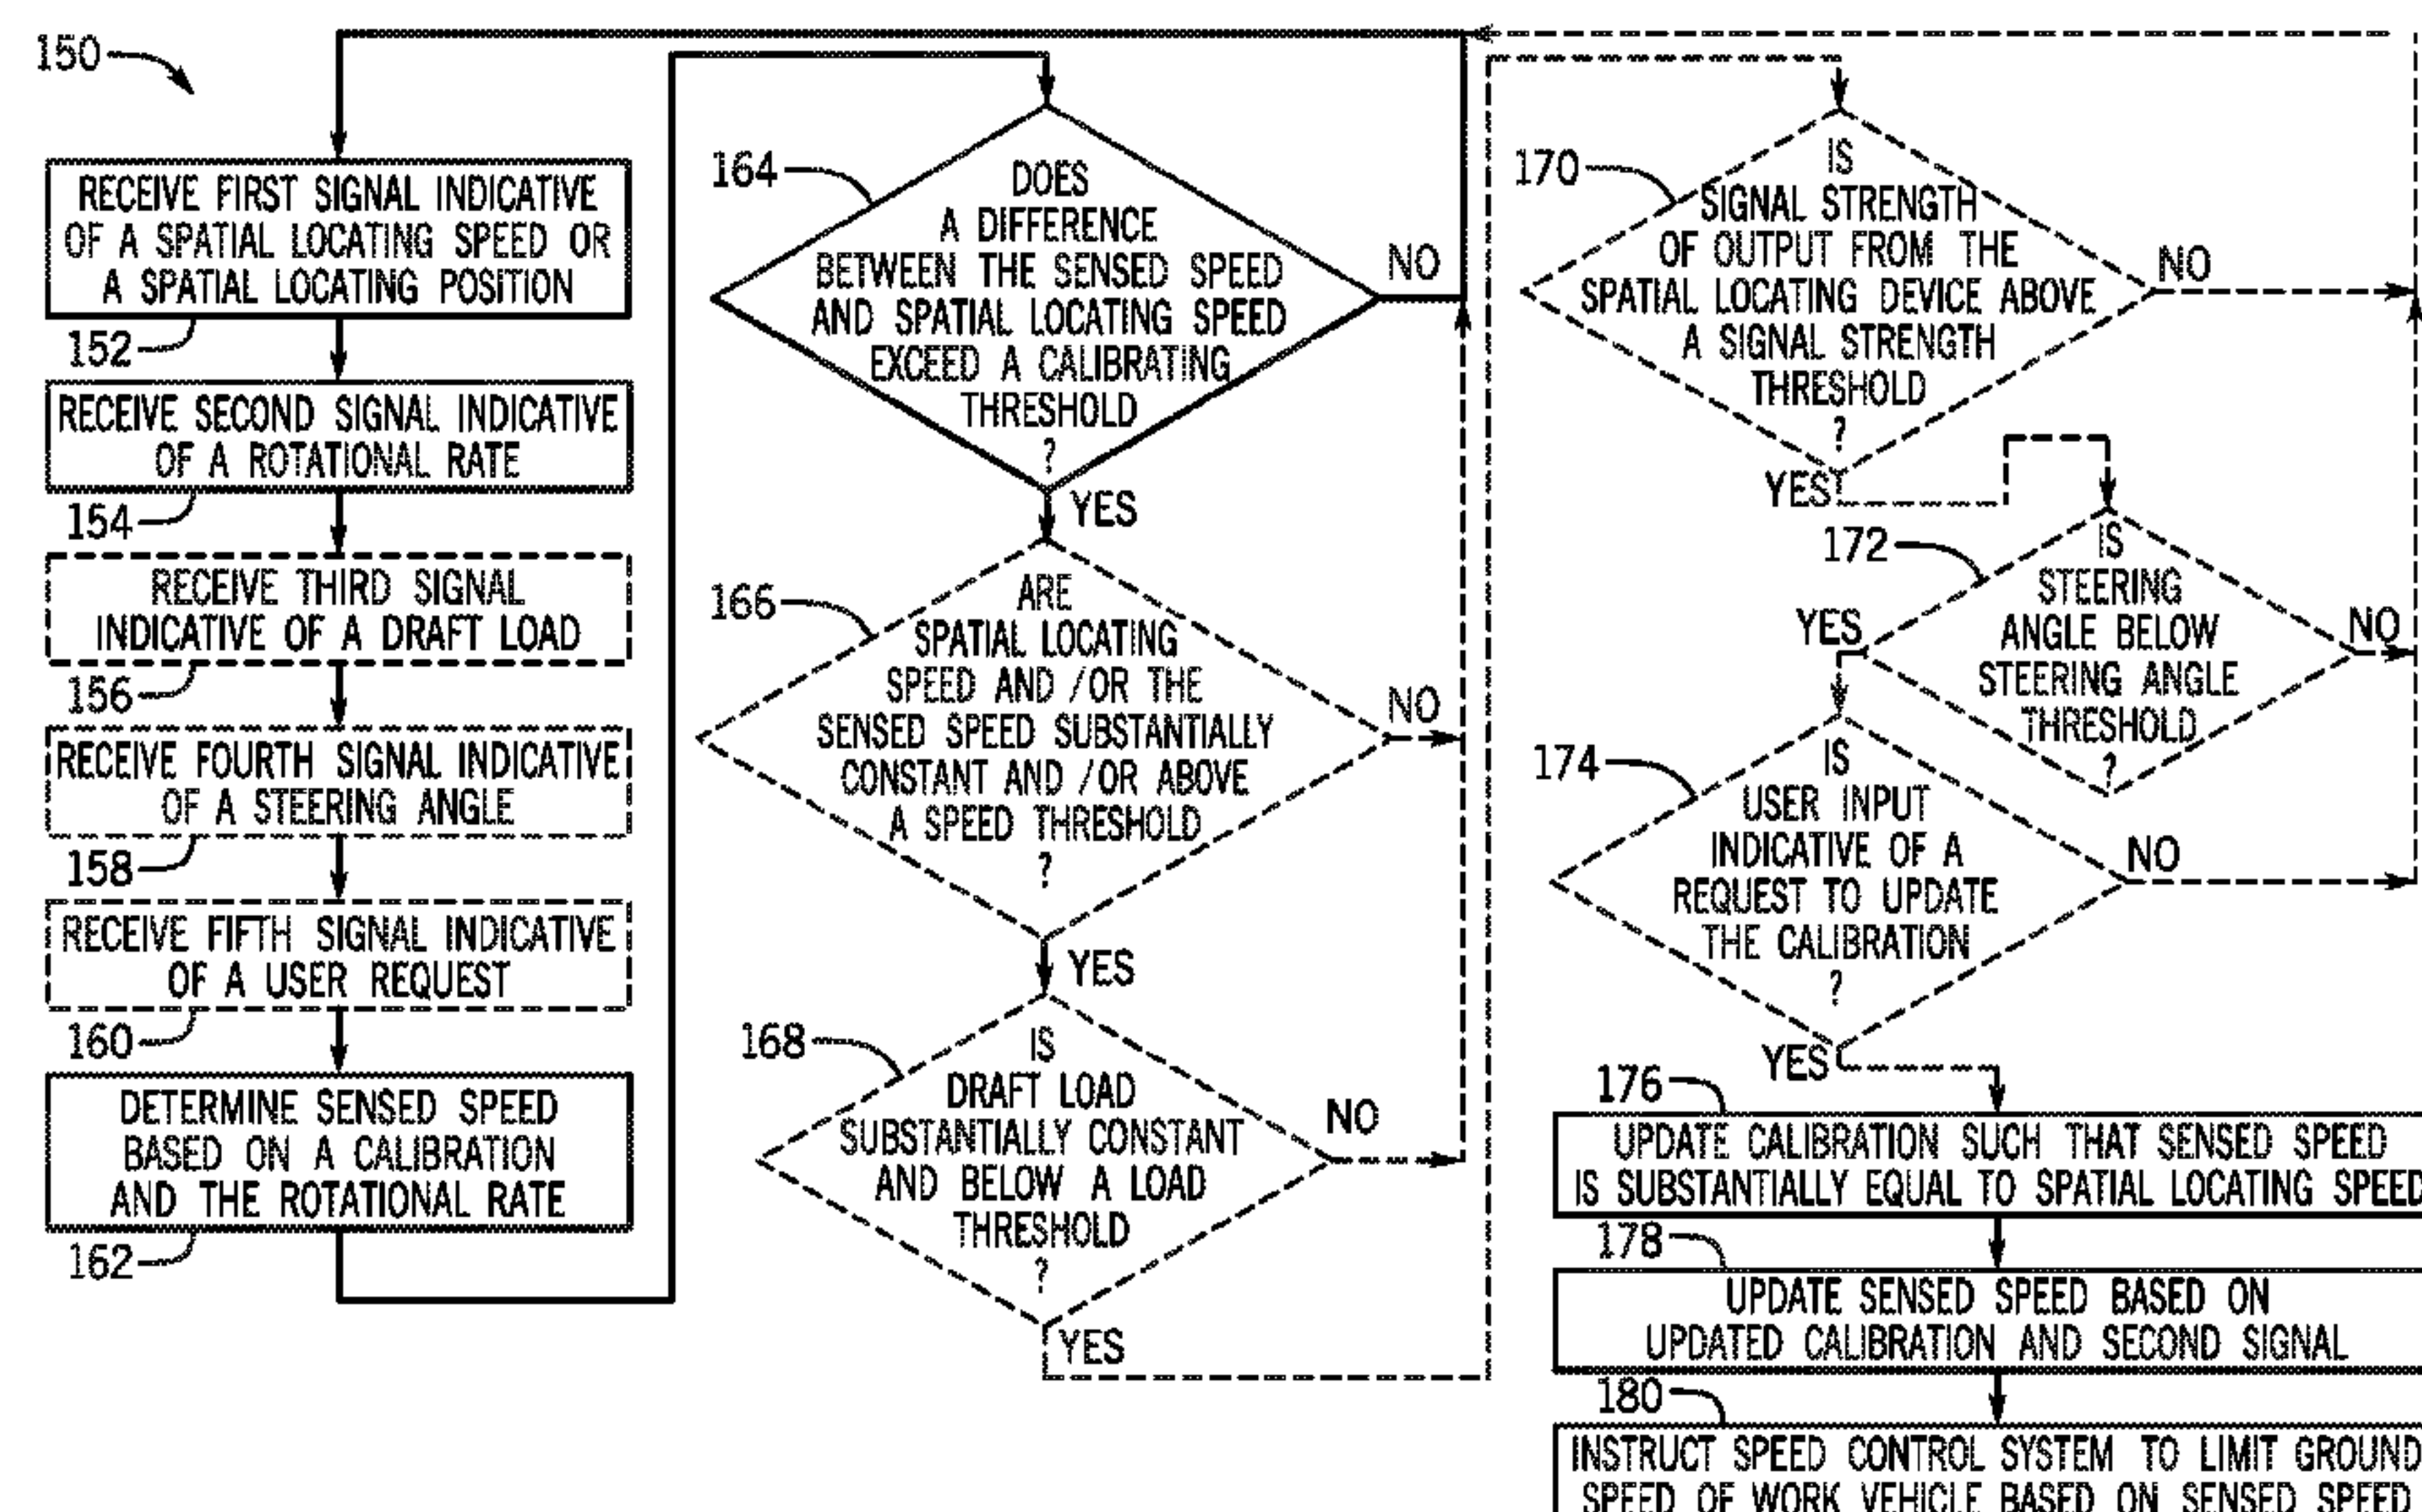 150
RECEIVE FIRST SIGNAL INDICATIVE
OF A SPATIAL LOCATING SPEED OR
A SPATIAL LOCATING POSITION
152
RECEIVE SECOND SIGNAL INDICATIVE
OF A ROTATIONAL RATE
154
RECEIVE THIRD SIGNAL
INDICATIVE OF A DRAFT LOAD
156
RECEIVE FOURTH SIGNAL INDICATIVE
OF A STEERING ANGLE
158
RECEIVE FIFTH SIGNAL INDICATIVE
OF A USER REQUEST
160
DETERMINE SENSED SPEED
BASED ON A CALIBRATION
AND THE ROTATIONAL RATE
162
164
DOES
A DIFFERENCE
BETWEEN THE SENSED SPEED
AND SPATIAL LOCATING SPEED
EXCEED A CALIBRATING
THRESHOLD
?
NO
YES
166
ARE
SPATIAL LOCATING
SPEED AND /OR THE
SENSED SPEED SUBSTANTIALLY
CONSTANT AND /OR ABOVE
A SPEED THRESHOLD
?
NO
YES
168
IS
DRAFT LOAD
SUBSTANTIALLY CONSTANT
AND BELOW A LOAD
THRESHOLD
?
NO
YES
170
IS
SIGNAL STRENGTH
OF OUTPUT FROM THE
SPATIAL LOCATING DEVICE ABOVE
A SIGNAL STRENGTH
THRESHOLD
?
NO
YES
172
IS
STEERING
ANGLE BELOW
STEERING ANGLE
THRESHOLD
?
YES
NO
174
IS
USER INPUT
INDICATIVE OF A
REQUEST TO UPDATE
THE CALIBRATION
?
NO
YES
176
UPDATE CALIBRATION SUCH THAT SENSED SPEED
IS SUBSTANTIALLY EQUAL TO SPATIAL LOCATING SPEED
178
UPDATE SENSED SPEED BASED ON
UPDATED CALIBRATION AND SECOND SIGNAL
180
INSTRUCT SPEED CONTROL SYSTEM TO LIMIT GROUND
SPEED OF WORK VEHICLE BASED ON SENSED SPEED